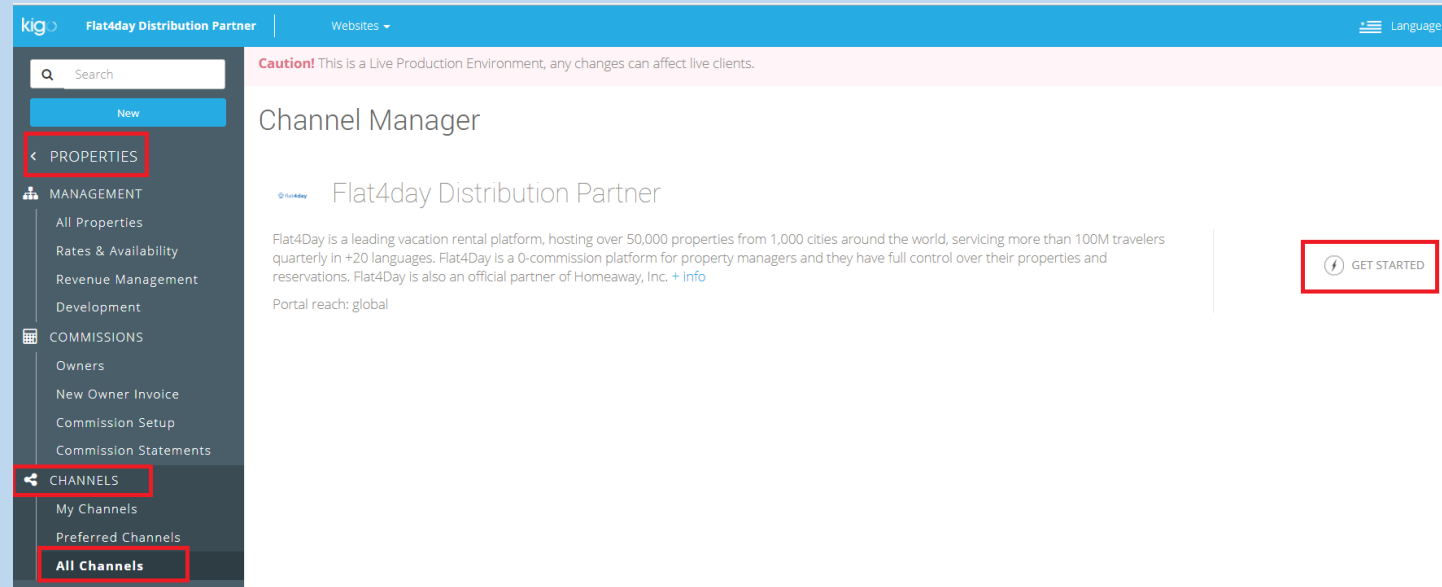 kigo Flat4day Distribution Partner Websites Language
Search
New
PROPERTIES
MANAGEMENT
All Properties
Rates & Availability
Revenue Management
Development
COMMISSIONS
Owners
New Owner Invoice
Commission Setup
Commission Statements
CHANNELS
My Channels
Preferred Channels
All Channels
Caution! This is a Live Production Environment, any changes can affect live clients.
Channel Manager
flat4day Flat4day Distribution Partner
Flat4Day is a leading vacation rental platform, hosting over 50,000 properties from 1,000 cities around the world, servicing more than 100M travelers
quarterly in +20 languages. Flat4Day is a 0-commission platform for property managers and they have full control over their properties and
reservations. Flat4Day is also an official partner of Homeaway, Inc. + info
Portal reach: global
GET STARTED